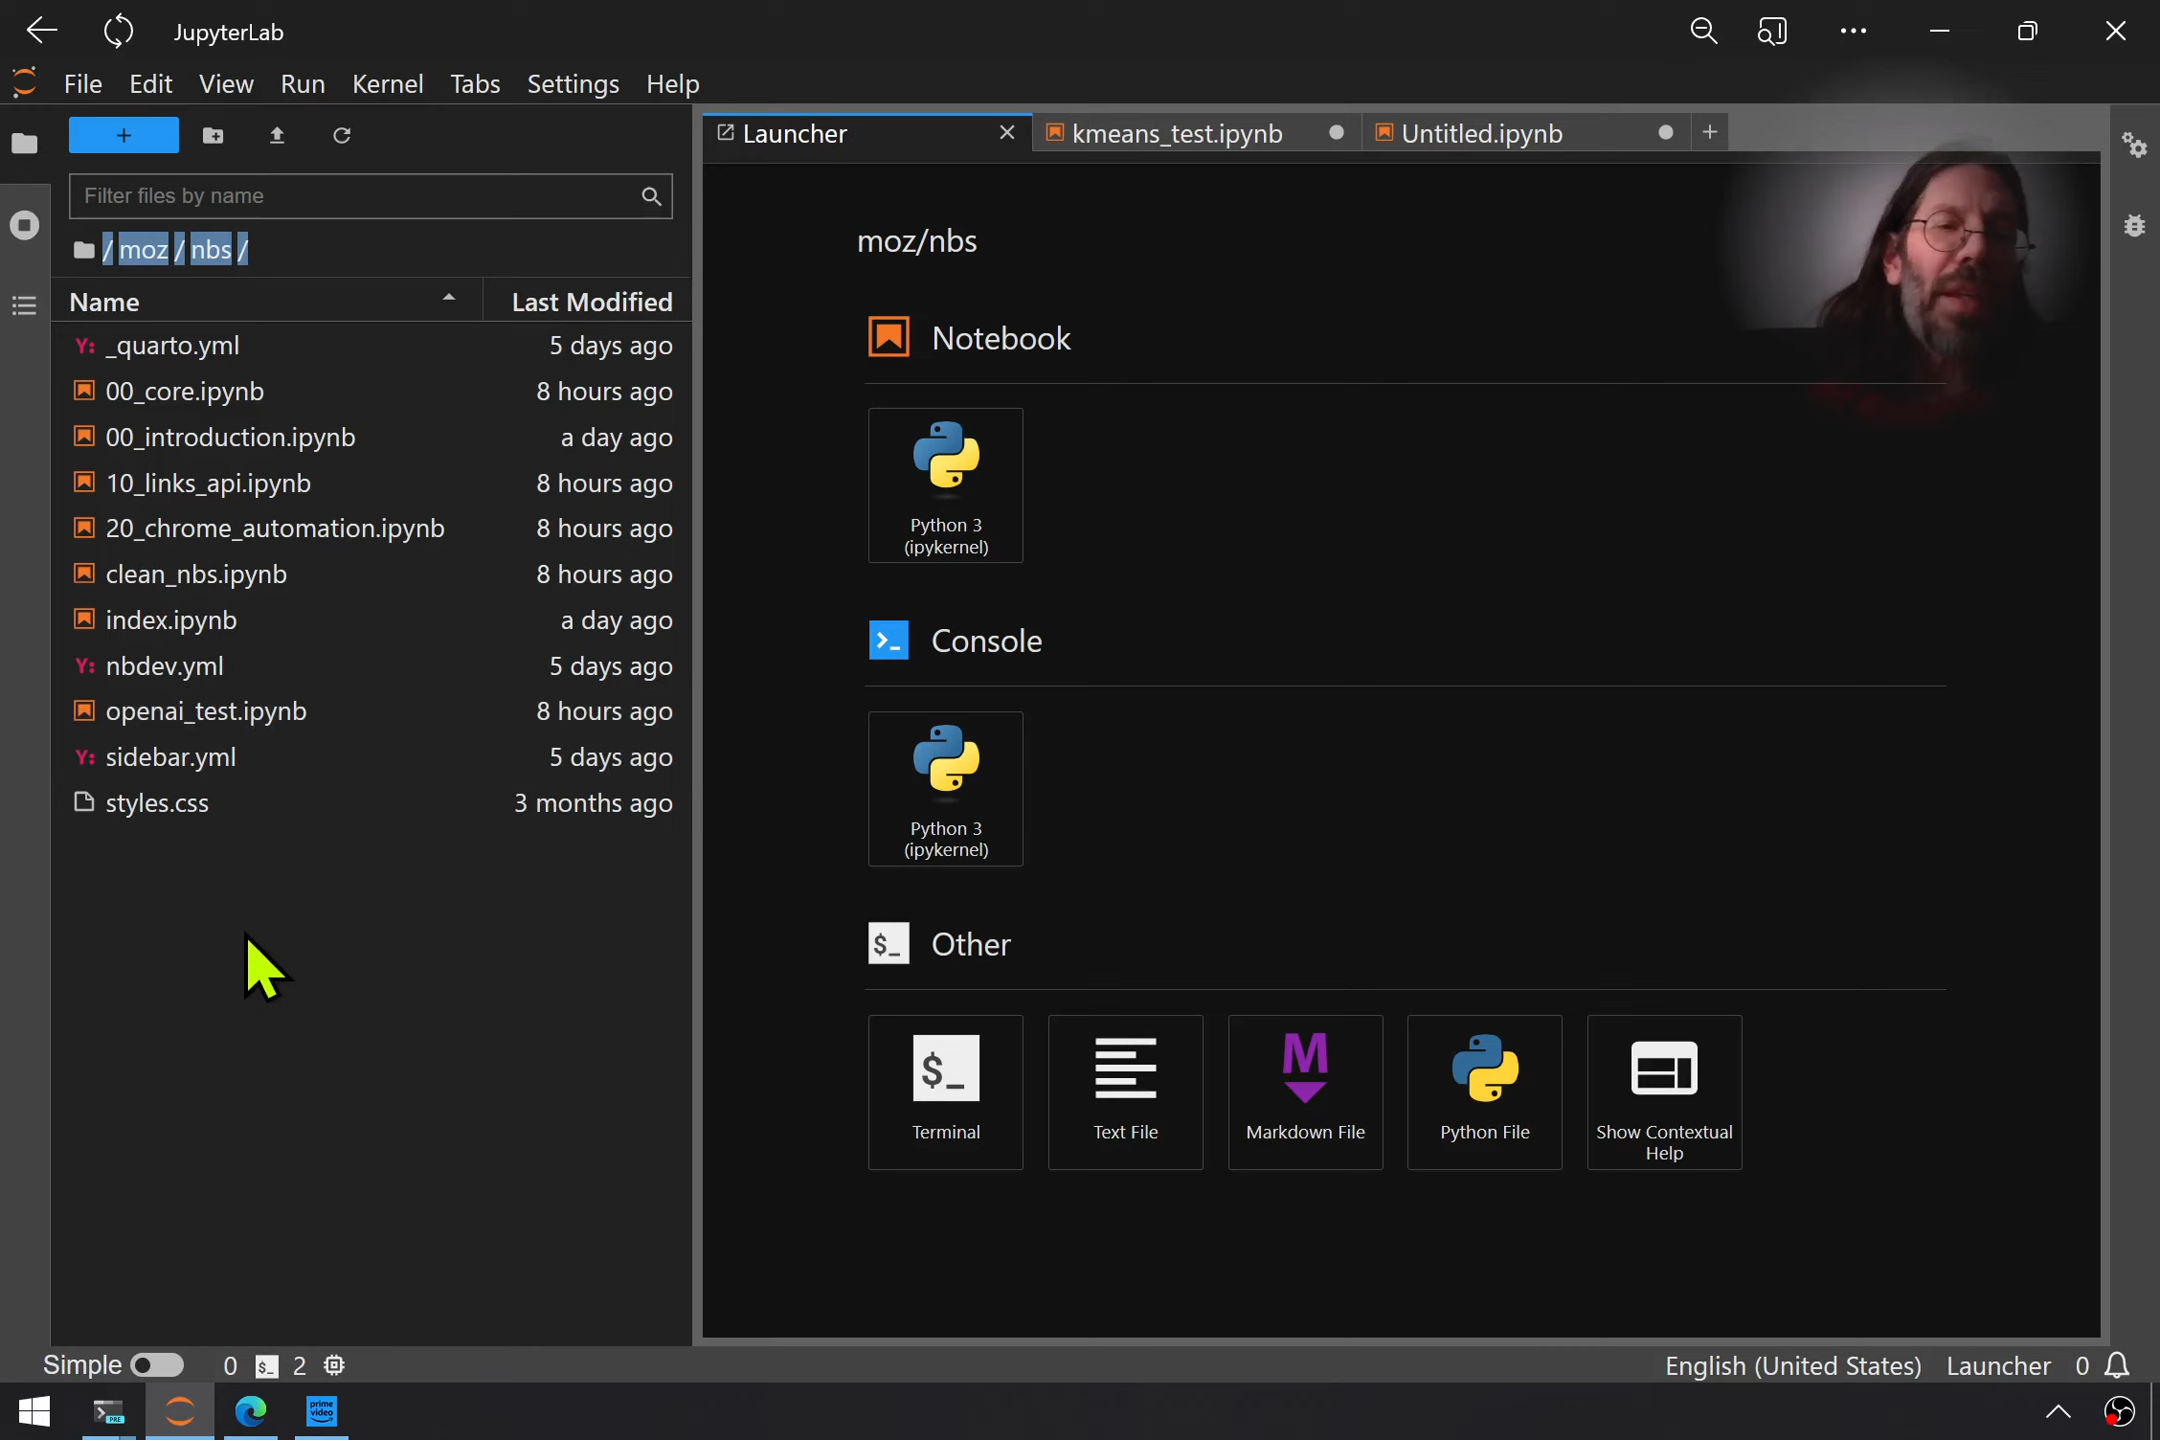 JupyterLab
File Edit View Run Kernel Tabs Settings Help
+
Filter files by name
/ moz / nbs /
Name Last Modified
Y: _quarto.yml 5 days ago
00_core.ipynb 8 hours ago
00_introduction.ipynb a day ago
10_links_api.ipynb 8 hours ago
20_chrome_automation.ipynb 8 hours ago
clean_nbs.ipynb 8 hours ago
index.ipynb a day ago
Y: nbdev.yml 5 days ago
openai_test.ipynb 8 hours ago
Y: sidebar.yml 5 days ago
styles.css 3 months ago
Launcher kmeans_test.ipynb Untitled.ipynb +
moz/nbs
Notebook
Python 3
(ipykernel)
>_ Console
Python 3
(ipykernel)
$_ Other
$_
Terminal
Text File
M
Markdown File
Python File
Show Contextual
Help
Simple 0 $_ 2
English (United States) Launcher 0
PRE
prime
video